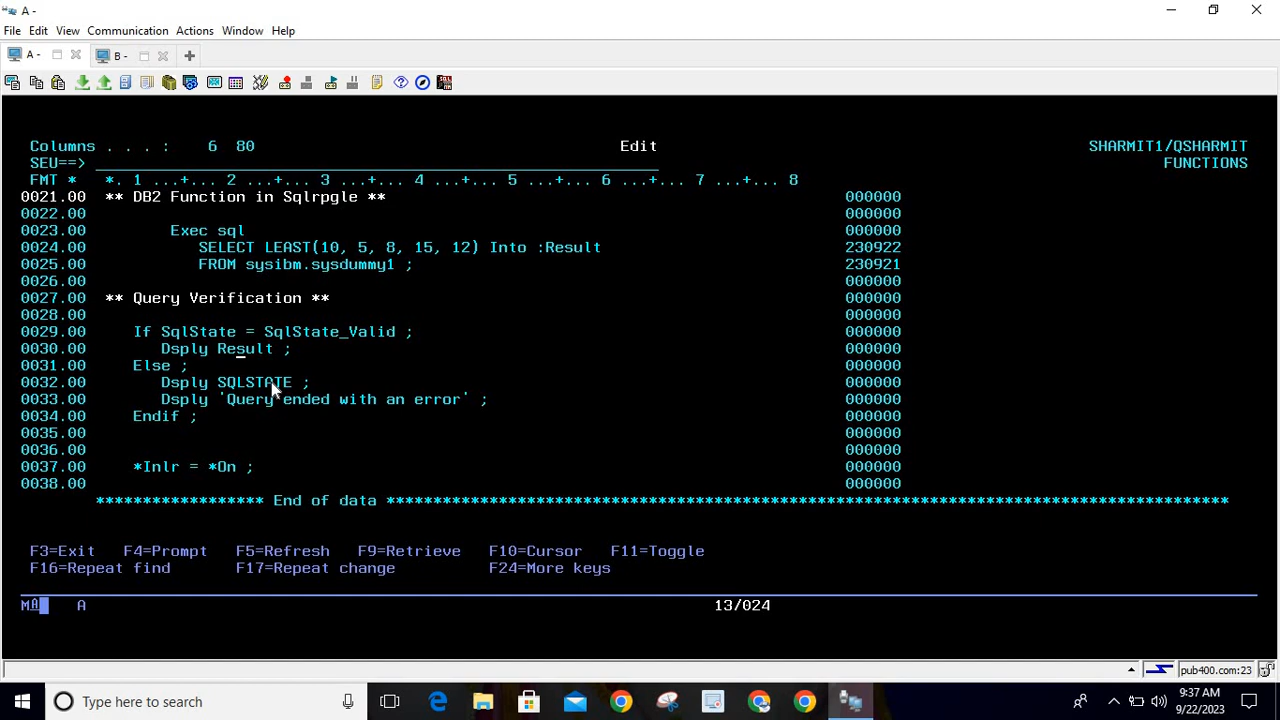 A -
File Edit View Communication Actions Window Help
A - B -
Columns . . . : 6 80 Edit SHARMIT1/QSHARMIT
SEU==> FUNCTIONS
FMT * *. 1 ...+... 2 ...+... 3 ...+... 4 ...+... 5 ...+... 6 ...+... 7 ...+... 8
0021.00 ** DB2 Function in Sqlrpgle ** 000000
0022.00 000000
0023.00 Exec sql 000000
0024.00 SELECT LEAST(10, 5, 8, 15, 12) Into :Result 230922
0025.00 FROM sysibm.sysdummy1 ; 230921
0026.00 000000
0027.00 ** Query Verification ** 000000
0028.00 000000
0029.00 If SqlState = SqlState_Valid ; 000000
0030.00 Dsply Result ; 000000
0031.00 Else ; 000000
0032.00 Dsply SQLSTATE ; 000000
0033.00 Dsply 'Query ended with an error' ; 000000
0034.00 Endif ; 000000
0035.00 000000
0036.00 000000
0037.00 *Inlr = *On ; 000000
0038.00 000000
****************** End of data ******************************************************************************************
F3=Exit F4=Prompt F5=Refresh F9=Retrieve F10=Cursor F11=Toggle
F16=Repeat find F17=Repeat change F24=More keys
MA A 13/024
pub400.com:23
Type here to search
9:37 AM
9/22/2023